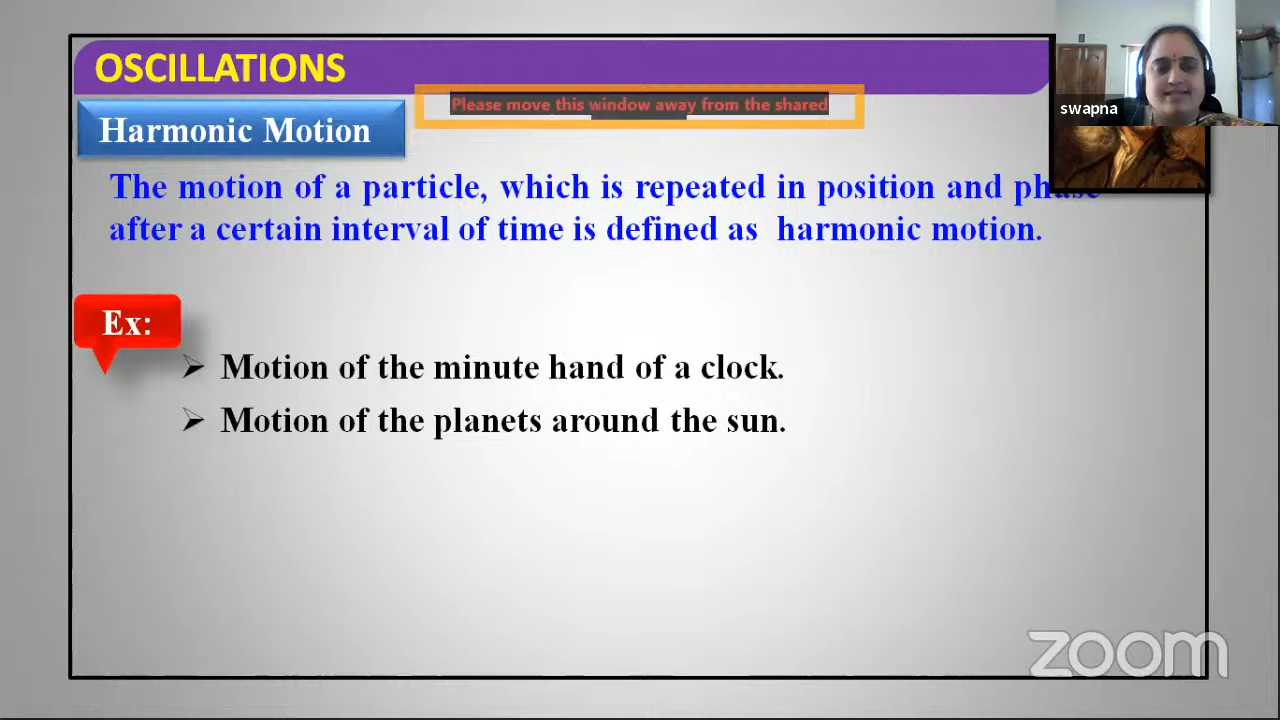 OSCILLATIONS
Please move this window away from the shared
swapna
Harmonic Motion
The motion of a particle, which is repeated in position and phase
after a certain interval of time is defined as harmonic motion.
Ex:
➢ Motion of the minute hand of a clock.
➢ Motion of the planets around the sun.
zoom